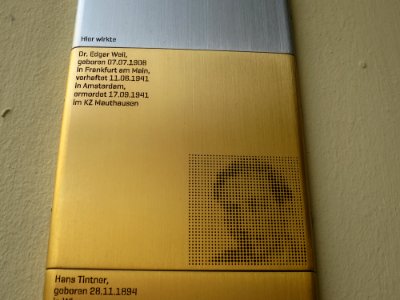 Hier wirkte
Dr. Edgar Weil,
geboren 07.07.1908
in Frankfurt am Main,
verhaftet 11.06.1941
in Amsterdam,
ermordet 17.09.1941
im KZ Mauthausen
Hans Tintner,
geboren 28.11.1894